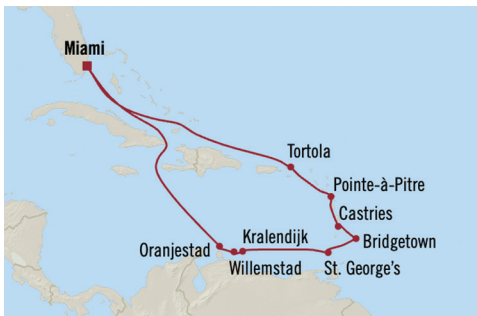 Miami
Tortola
Pointe-à-Pitre
Castries
Bridgetown
St. George's
Kralendijk
Willemstad
Oranjestad